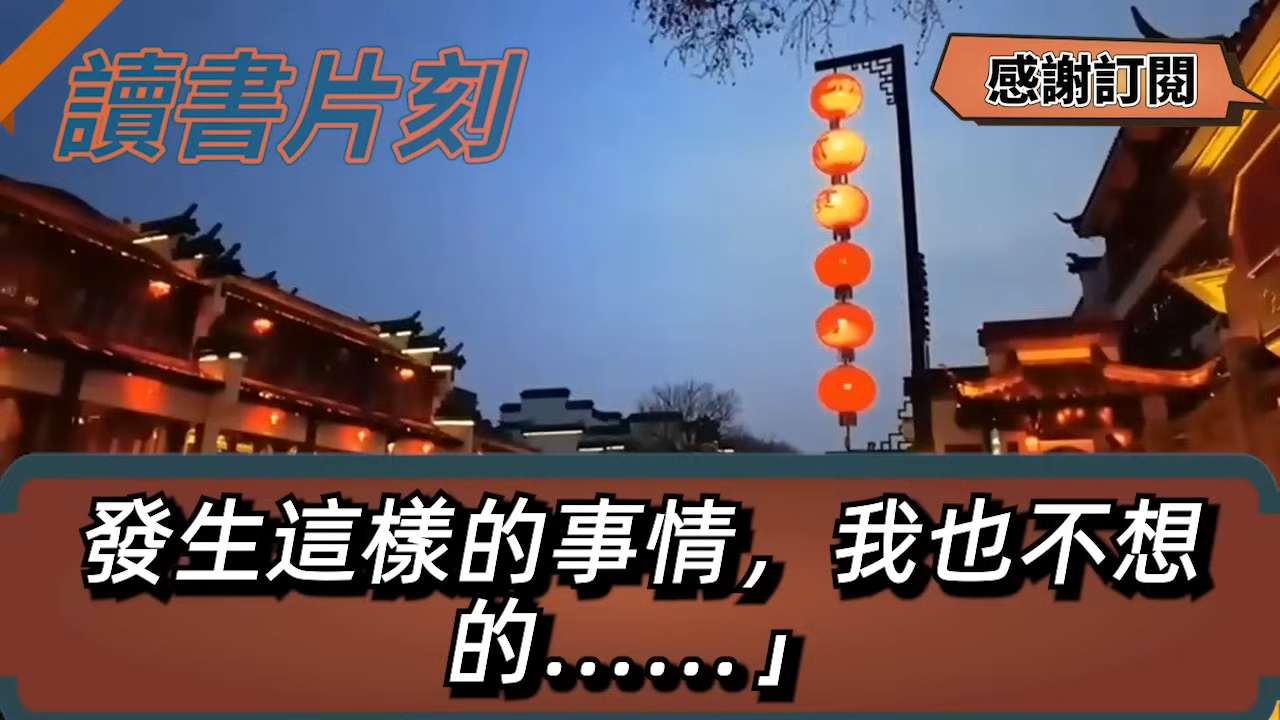 讀書片刻
感謝訂閱
發生這樣的事情，我也不想
的……」